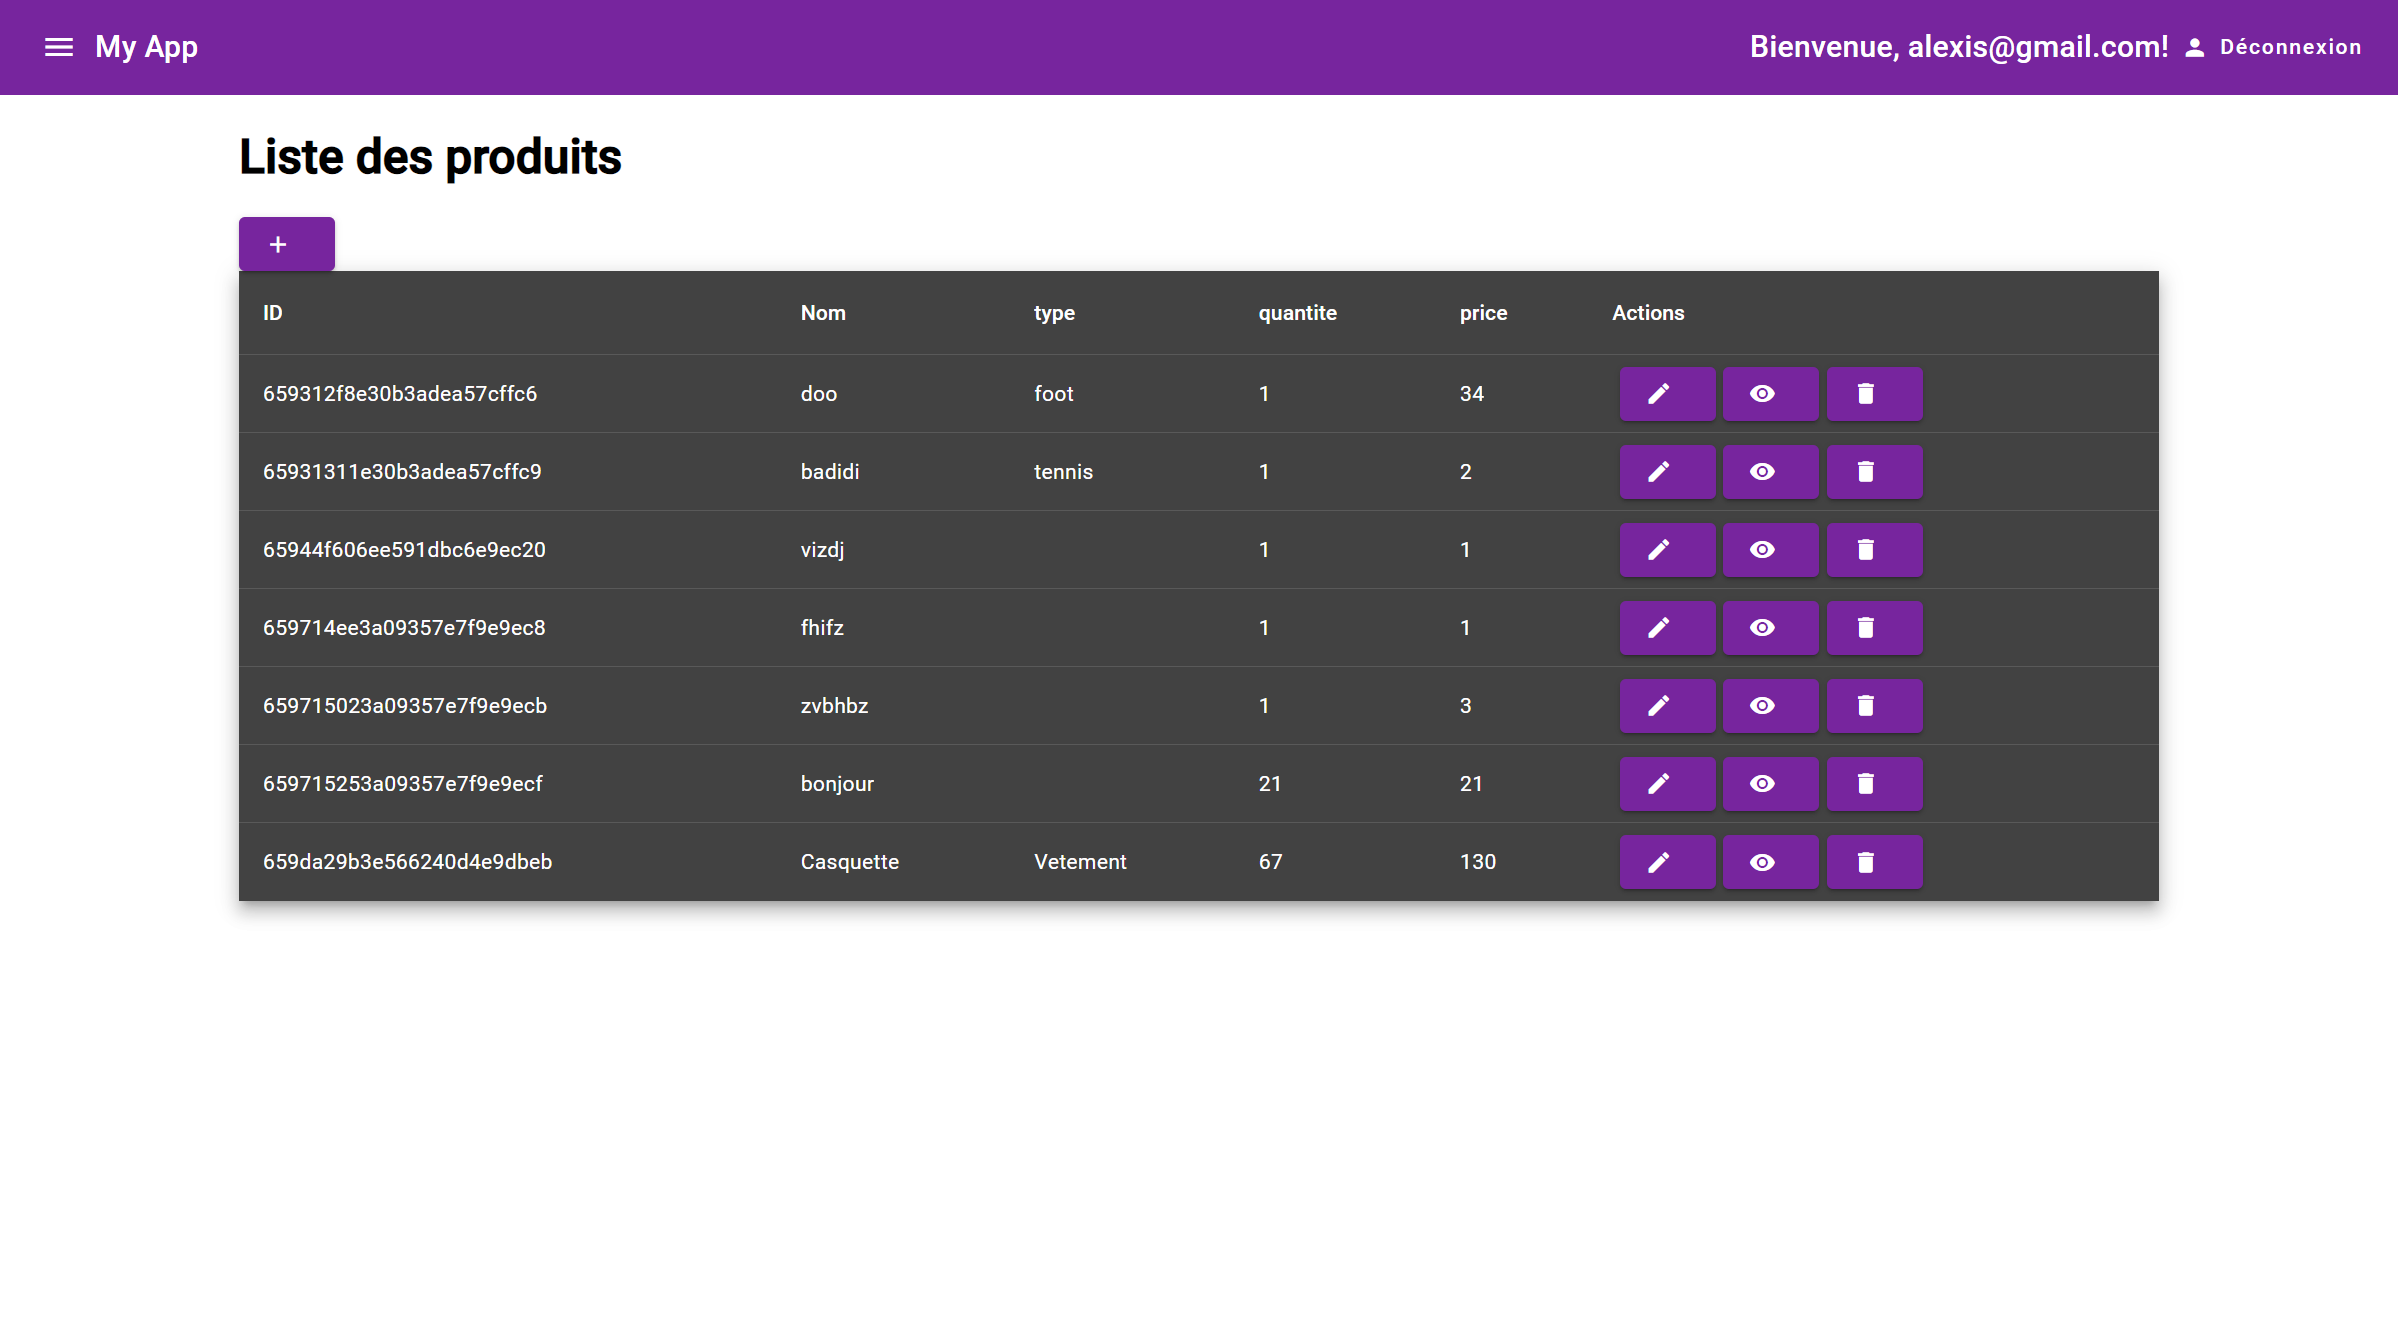 My App
Bienvenue, alexis@gmail.com! Déconnexion
Liste des produits
+
ID Nom type quantite price Actions
659312f8e30b3adea57cffc6 doo foot 1 34
65931311e30b3adea57cffc9 badidi tennis 1 2
65944f606ee591dbc6e9ec20 vizdj 1 1
659714ee3a09357e7f9e9ec8 fhifz 1 1
659715023a09357e7f9e9ecb zvbhbz 1 3
659715253a09357e7f9e9ecf bonjour 21 21
659da29b3e566240d4e9dbeb Casquette Vetement 67 130